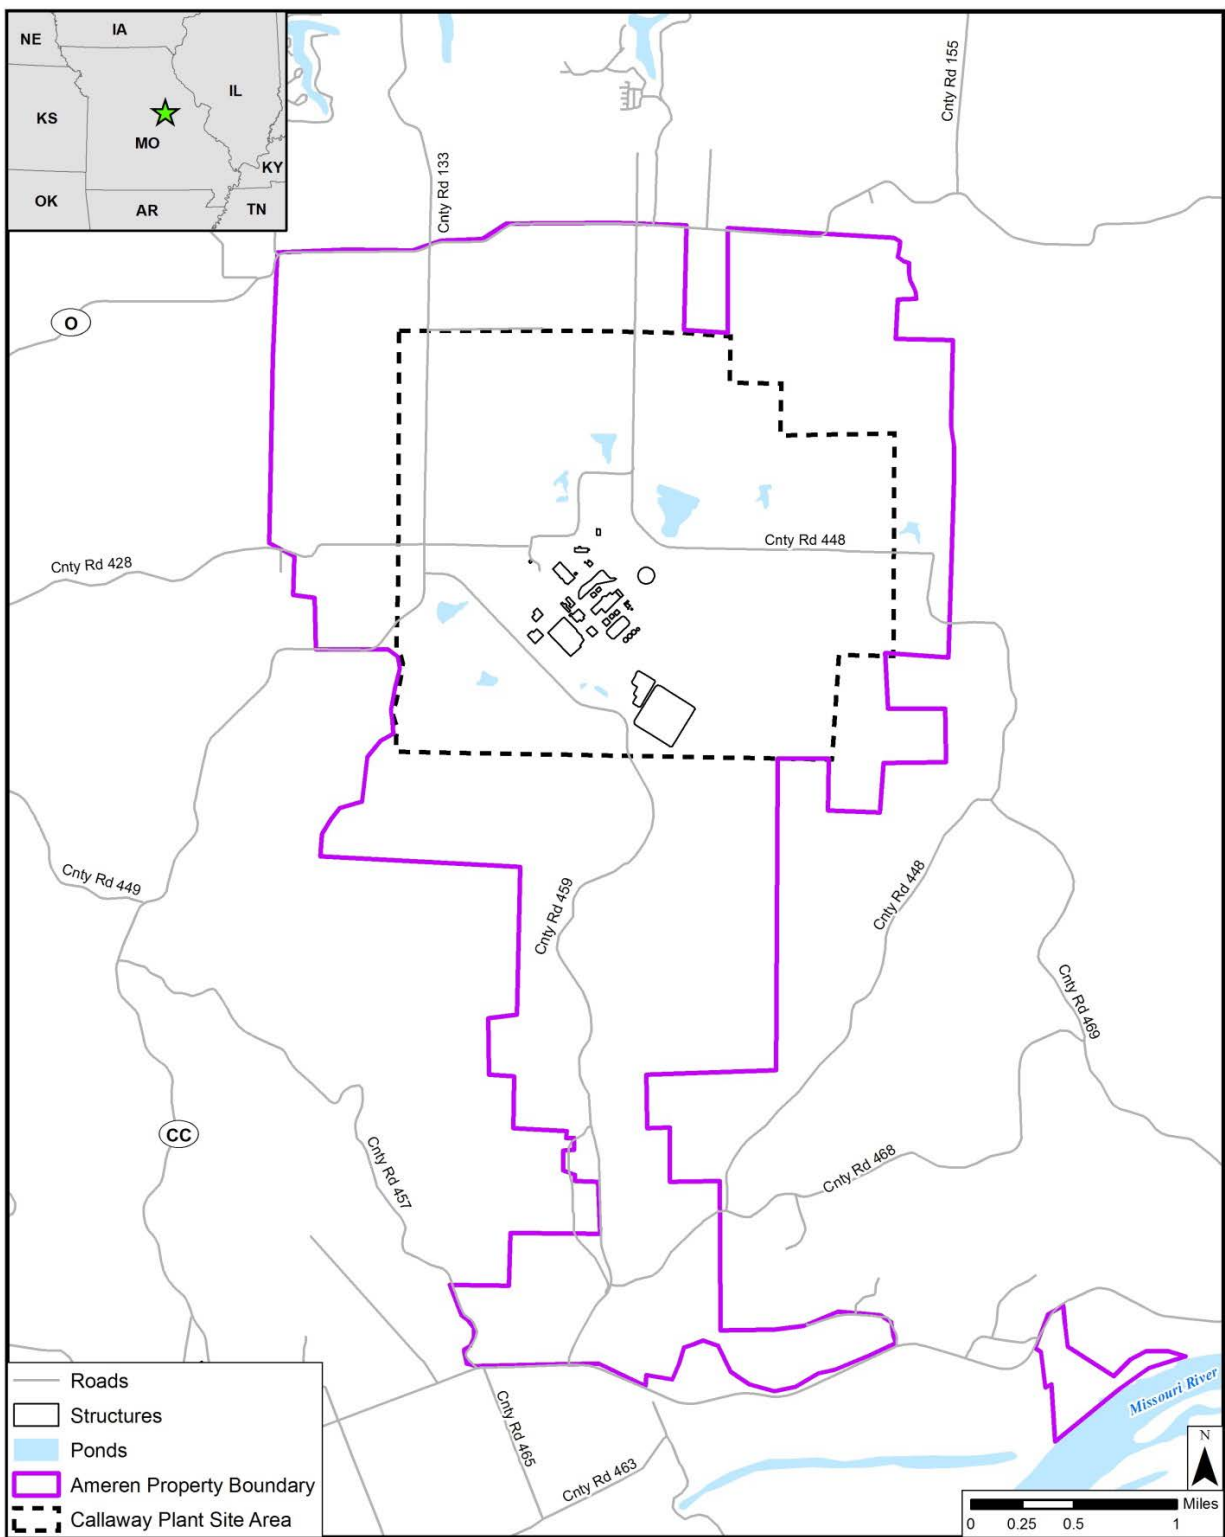 NE
IA
KS
IL
MO
KY
OK
AR
TN
Cnty Rd 155
Cnty Rd 133
O
Cnty Rd 428
Cnty Rd 448
Cnty Rd 449
Cnty Rd 459
Cnty Rd 448
Cnty Rd 469
CC
Cnty Rd 457
Cnty Rd 468
Missouri River
Cnty Rd 465
Cnty Rd 463
Roads
Structures
Ponds
Ameren Property Boundary
Callaway Plant Site Area
N
Miles
0 0.25 0.5 1